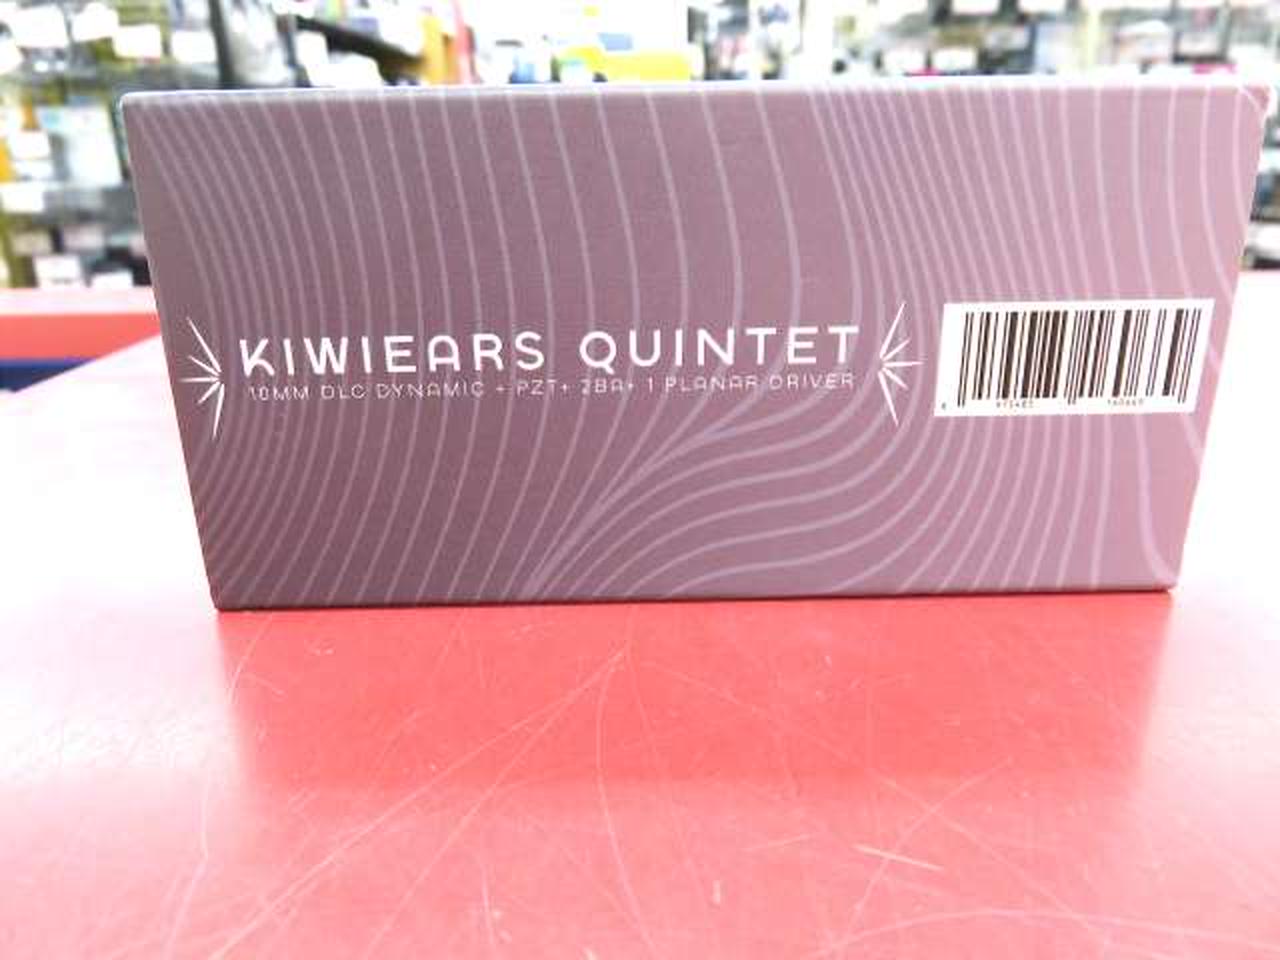 KIWIEARS QUINTET
10MM DLC DYNAMIC + PZT+ 2BA+ 1 PLANAR DRIVER